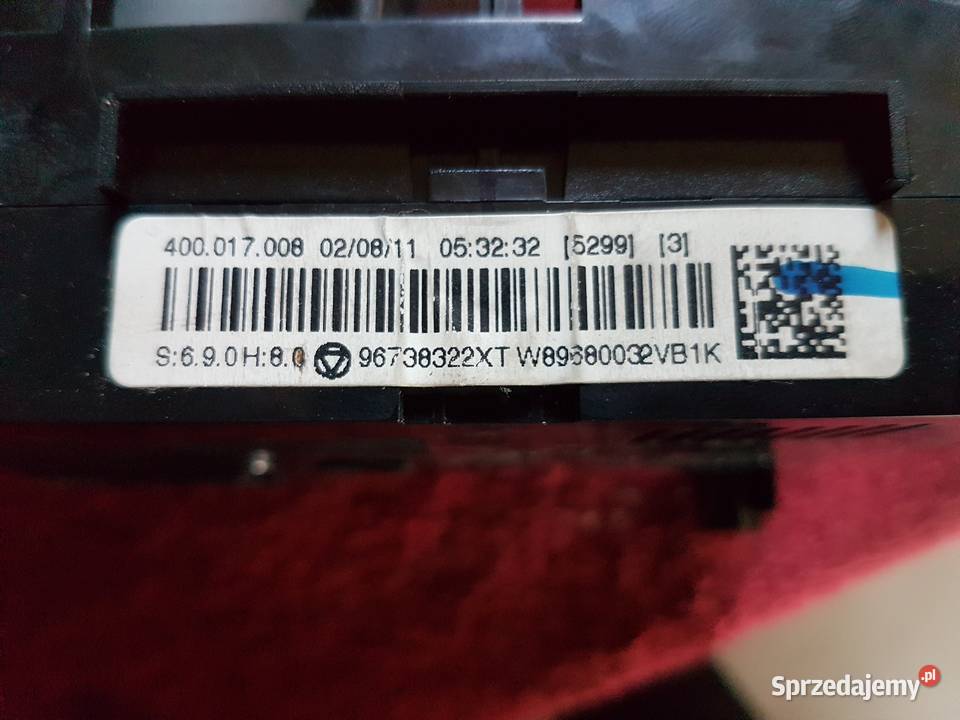 400.017.008 02/08/11 05:32:32 [5299] [3]
S:6.9.0H:8.0 96738322XT W89680032VB1K
Sprzedajemy.pl